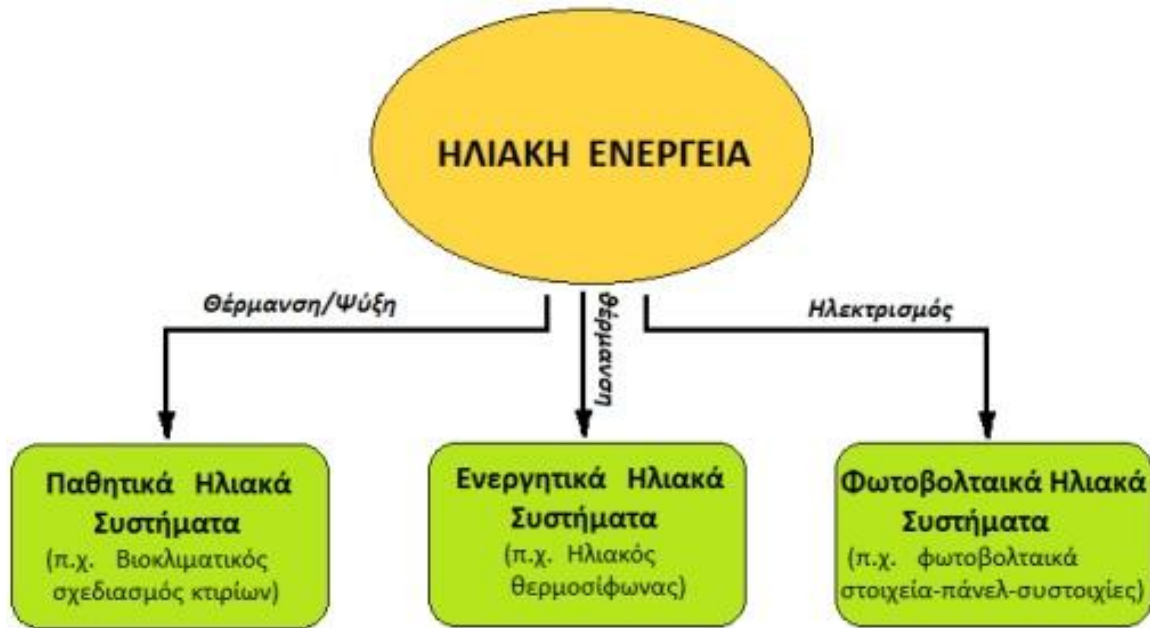 ΗΛΙΑΚΗ ΕΝΕΡΓΕΙΑ
Θέρμανση/Ψύξη
θέρμανση
Ηλεκτρισμός
Παθητικά Ηλιακά
Συστήματα
(π.χ. Βιοκλιματικός
σχεδιασμός κτιρίων)
Ενεργητικά Ηλιακά
Συστήματα
(π.χ. Ηλιακός
θερμοσίφωνας)
Φωτοβολταικά Ηλιακά
Συστήματα
(π.χ. φωτοβολταικά
στοιχεία-πάνελ-συστοιχίες)